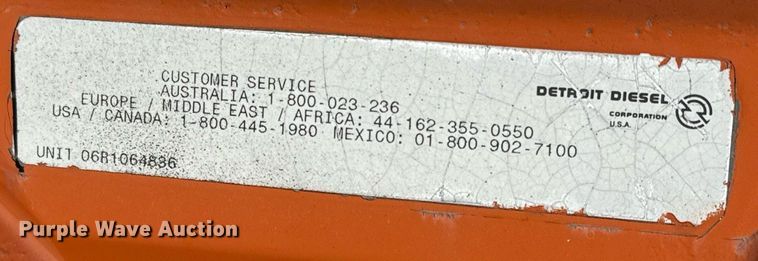 CUSTOMER SERVICE
AUSTRALIA: 1-800-023-236
EUROPE / MIDDLE EAST / AFRICA: 44-162-355-0550
USA / CANADA: 1-800-445-1980 MEXICO: 01-800-902-7100
UNIT 06R1064836
DETROIT DIESEL
CORPORATION
U.S.A.
Purple Wave Auction